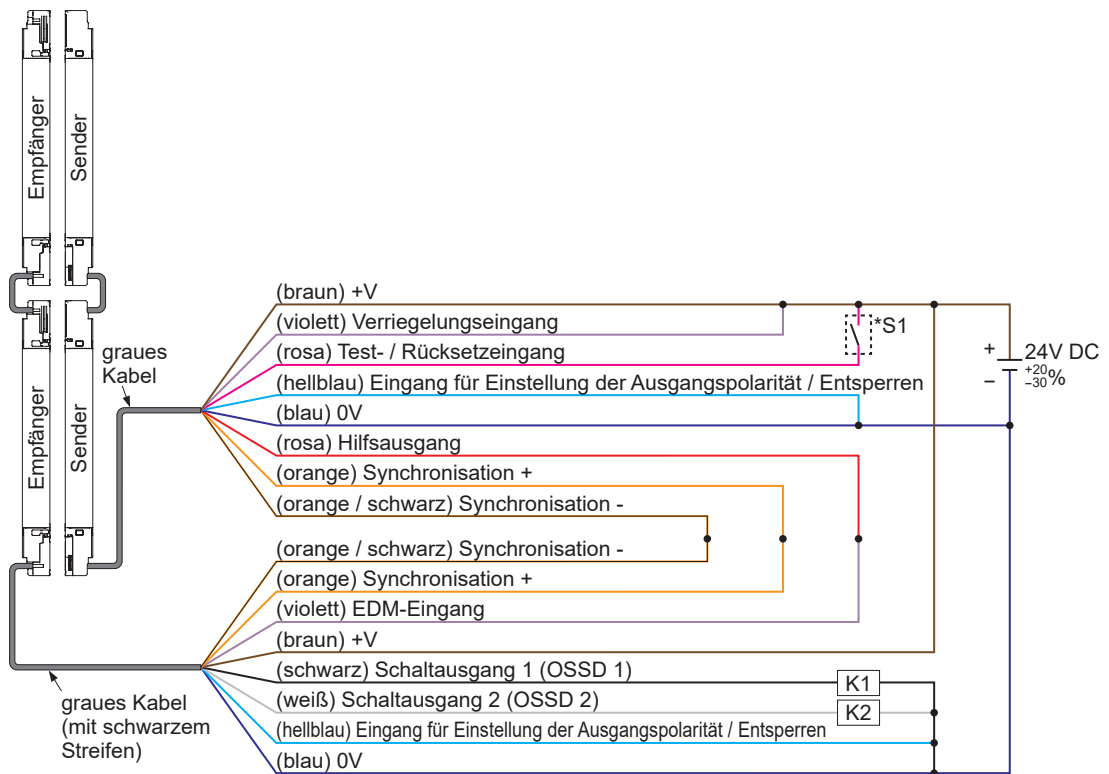 Empfänger
Sender
Empfänger
Sender
graues
Kabel
(braun) +V
(violett) Verriegelungseingang
*S1
(rosa) Test- / Rücksetzeingang
(hellblau) Eingang für Einstellung der Ausgangspolarität / Entsperren
(blau) 0V
+
−
24V DC
+20
−30%
(rosa) Hilfsausgang
(orange) Synchronisation +
(orange / schwarz) Synchronisation -
(orange / schwarz) Synchronisation -
(orange) Synchronisation +
(violett) EDM-Eingang
(braun) +V
(schwarz) Schaltausgang 1 (OSSD 1)
K1
(weiß) Schaltausgang 2 (OSSD 2)
K2
(hellblau) Eingang für Einstellung der Ausgangspolarität / Entsperren
(blau) 0V
graues Kabel
(mit schwarzem
Streifen)